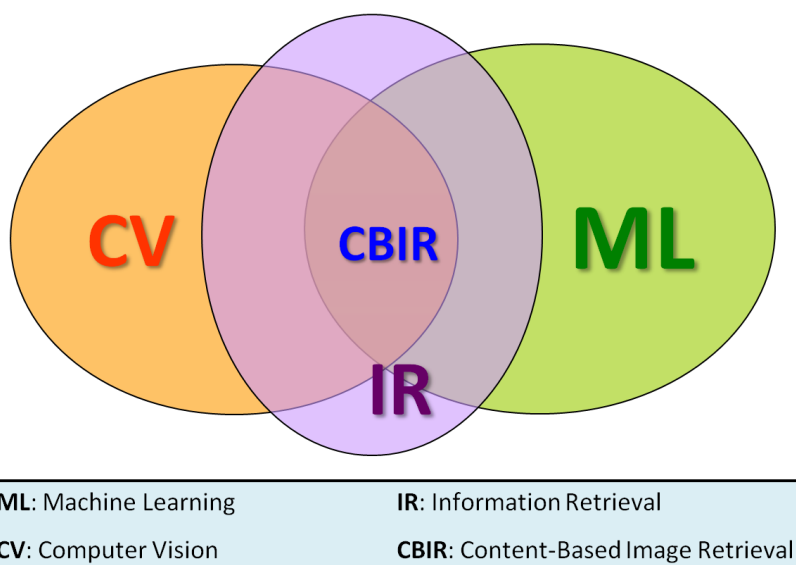 CV
CBIR
ML
IR
ML: Machine Learning
IR: Information Retrieval
CV: Computer Vision
CBIR: Content-Based Image Retrieval